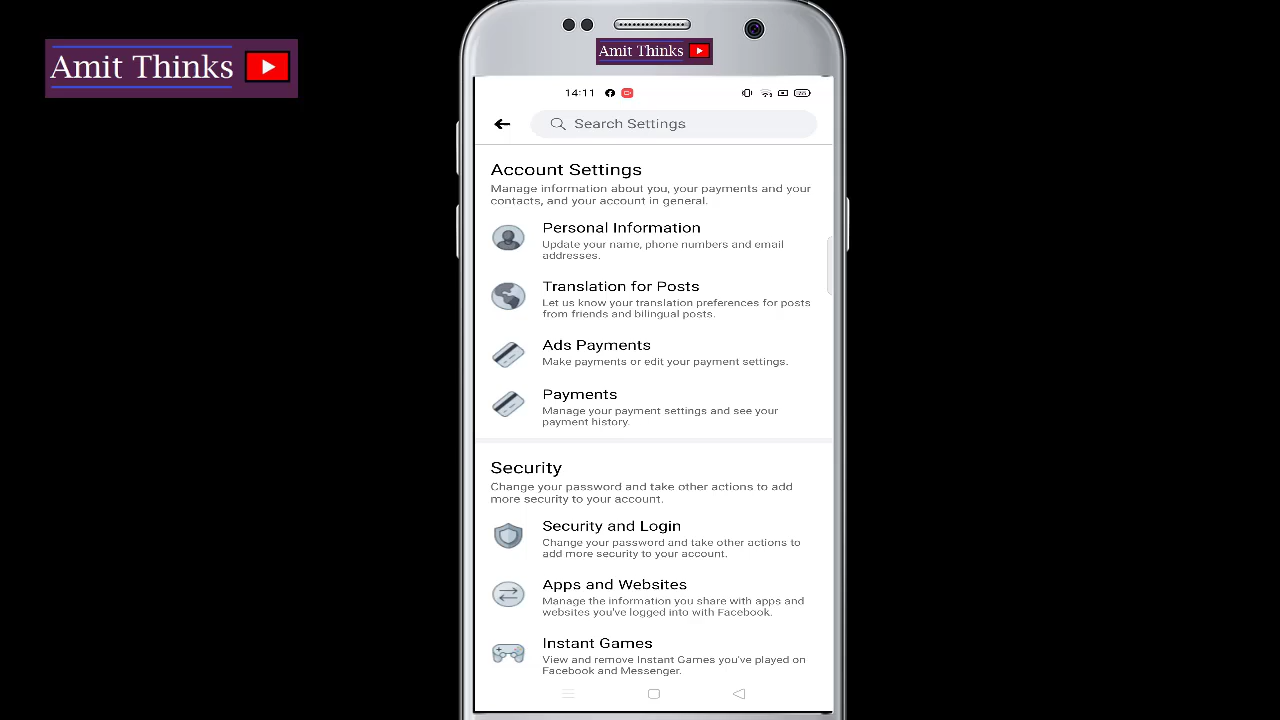 Amit Thinks
Amit Thinks
14:11
Search Settings
Account Settings
Manage information about you, your payments and your
contacts, and your account in general.
Personal Information
Update your name, phone numbers and email
addresses.
Translation for Posts
Let us know your translation preferences for posts
from friends and bilingual posts.
Ads Payments
Make payments or edit your payment settings.
Payments
Manage your payment settings and see your
payment history.
Security
Change your password and take other actions to add
more security to your account.
Security and Login
Change your password and take other actions to
add more security to your account.
Apps and Websites
Manage the information you share with apps and
websites you've logged into with Facebook.
Instant Games
View and remove Instant Games you've played on
Facebook and Messenger.